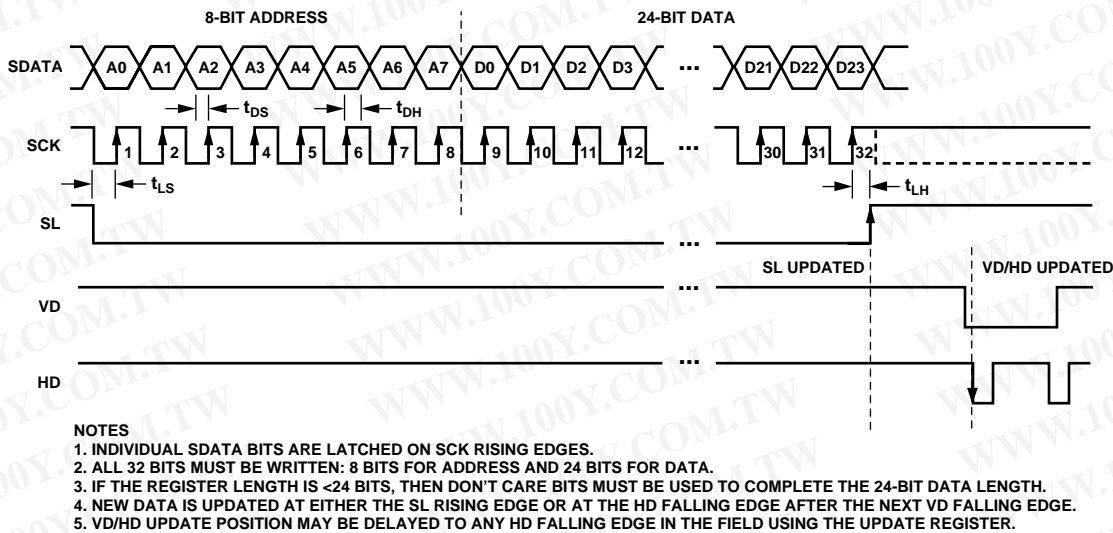 8-BIT ADDRESS 24-BIT DATA
SDATA A0 A1 A2 A3 A4 A5 A6 A7 D0 D1 D2 D3 ... D21 D22 D23
tDS tDH
SCK 1 2 3 4 5 6 7 8 9 10 11 12 ... 30 31 32
tLS tLH
SL ...
SL UPDATED VD/HD UPDATED
VD ...
HD ...
NOTES
1. INDIVIDUAL SDATA BITS ARE LATCHED ON SCK RISING EDGES.
2. ALL 32 BITS MUST BE WRITTEN: 8 BITS FOR ADDRESS AND 24 BITS FOR DATA.
3. IF THE REGISTER LENGTH IS <24 BITS, THEN DON'T CARE BITS MUST BE USED TO COMPLETE THE 24-BIT DATA LENGTH.
4. NEW DATA IS UPDATED AT EITHER THE SL RISING EDGE OR AT THE HD FALLING EDGE AFTER THE NEXT VD FALLING EDGE.
5. VD/HD UPDATE POSITION MAY BE DELAYED TO ANY HD FALLING EDGE IN THE FIELD USING THE UPDATE REGISTER.
WWW.100Y.COM.TW